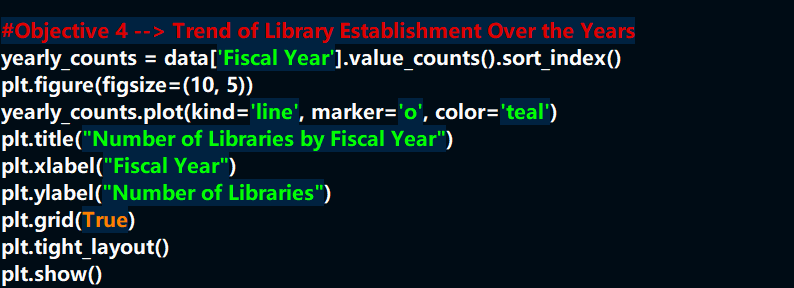 #Objective 4 --> Trend of Library Establishment Over the Years
yearly_counts = data['Fiscal Year'].value_counts().sort_index()
plt.figure(figsize=(10, 5))
yearly_counts.plot(kind='line', marker='o', color='teal')
plt.title("Number of Libraries by Fiscal Year")
plt.xlabel("Fiscal Year")
plt.ylabel("Number of Libraries")
plt.grid(True)
plt.tight_layout()
plt.show()